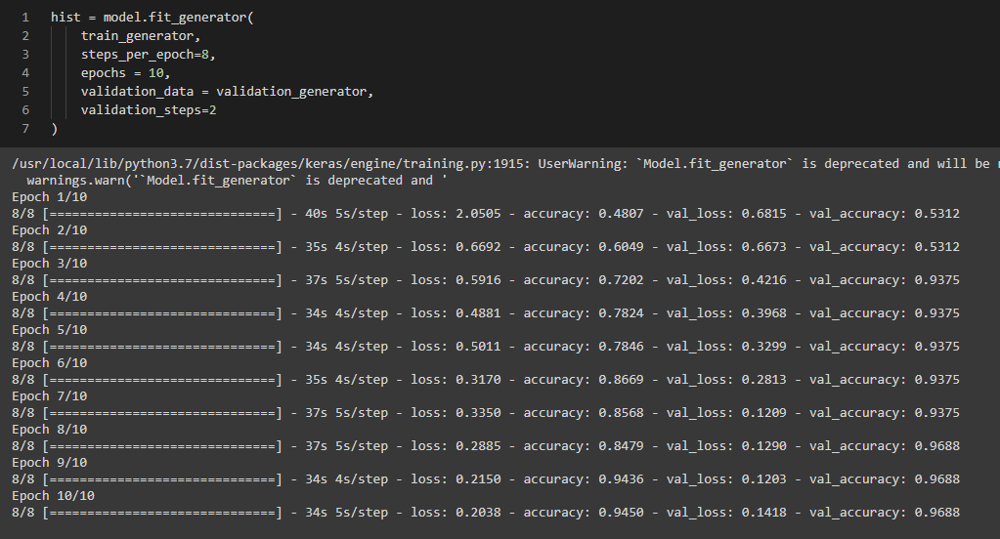 1 hist = model.fit_generator(
2 train_generator,
3 steps_per_epoch=8,
4 epochs = 10,
5 validation_data = validation_generator,
6 validation_steps=2
7 )
/usr/local/lib/python3.7/dist-packages/keras/engine/training.py:1915: UserWarning: `Model.fit_generator` is deprecated and will be
warnings.warn('`Model.fit_generator` is deprecated and '
Epoch 1/10
8/8 [==============================] - 40s 5s/step - loss: 2.0505 - accuracy: 0.4807 - val_loss: 0.6815 - val_accuracy: 0.5312
Epoch 2/10
8/8 [==============================] - 35s 4s/step - loss: 0.6692 - accuracy: 0.6049 - val_loss: 0.6673 - val_accuracy: 0.5312
Epoch 3/10
8/8 [==============================] - 37s 5s/step - loss: 0.5916 - accuracy: 0.7202 - val_loss: 0.4216 - val_accuracy: 0.9375
Epoch 4/10
8/8 [==============================] - 34s 4s/step - loss: 0.4881 - accuracy: 0.7824 - val_loss: 0.3968 - val_accuracy: 0.9375
Epoch 5/10
8/8 [==============================] - 34s 4s/step - loss: 0.5011 - accuracy: 0.7846 - val_loss: 0.3299 - val_accuracy: 0.9375
Epoch 6/10
8/8 [==============================] - 35s 4s/step - loss: 0.3170 - accuracy: 0.8669 - val_loss: 0.2813 - val_accuracy: 0.9375
Epoch 7/10
8/8 [==============================] - 37s 5s/step - loss: 0.3350 - accuracy: 0.8568 - val_loss: 0.1209 - val_accuracy: 0.9375
Epoch 8/10
8/8 [==============================] - 37s 5s/step - loss: 0.2885 - accuracy: 0.8479 - val_loss: 0.1290 - val_accuracy: 0.9688
Epoch 9/10
8/8 [==============================] - 34s 4s/step - loss: 0.2150 - accuracy: 0.9436 - val_loss: 0.1203 - val_accuracy: 0.9688
Epoch 10/10
8/8 [==============================] - 34s 5s/step - loss: 0.2038 - accuracy: 0.9450 - val_loss: 0.1418 - val_accuracy: 0.9688